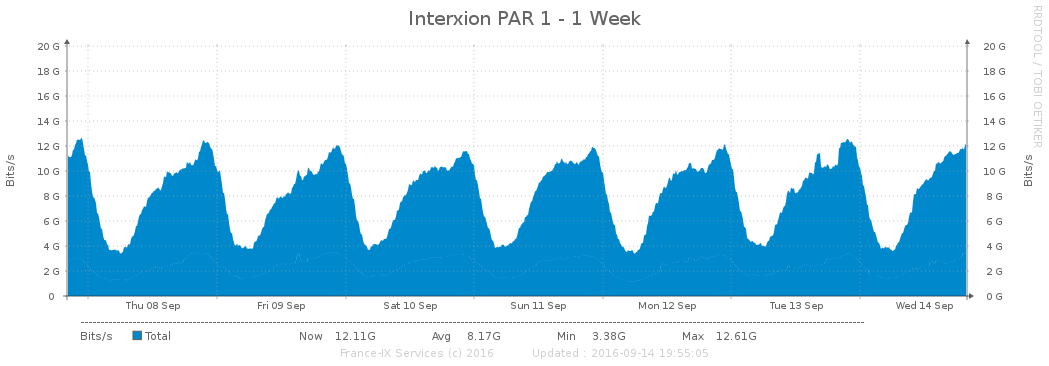 Interxion PAR 1 - 1 Week
RRDTOOL / TOBI OETIKER
Bits/s
20 G 20 G
18 G 18 G
16 G 16 G
14 G 14 G
12 G 12 G
10 G 10 G
8 G 8 G
6 G 6 G
4 G 4 G
2 G 2 G
0 0 G
Bits/s
Thu 08 Sep Fri 09 Sep Sat 10 Sep Sun 11 Sep Mon 12 Sep Tue 13 Sep Wed 14 Sep
Bits/s Total Now 12.11G Avg 8.17G Min 3.38G Max 12.61G
France-IX Services (c) 2016 Updated : 2016-09-14 19:55:05